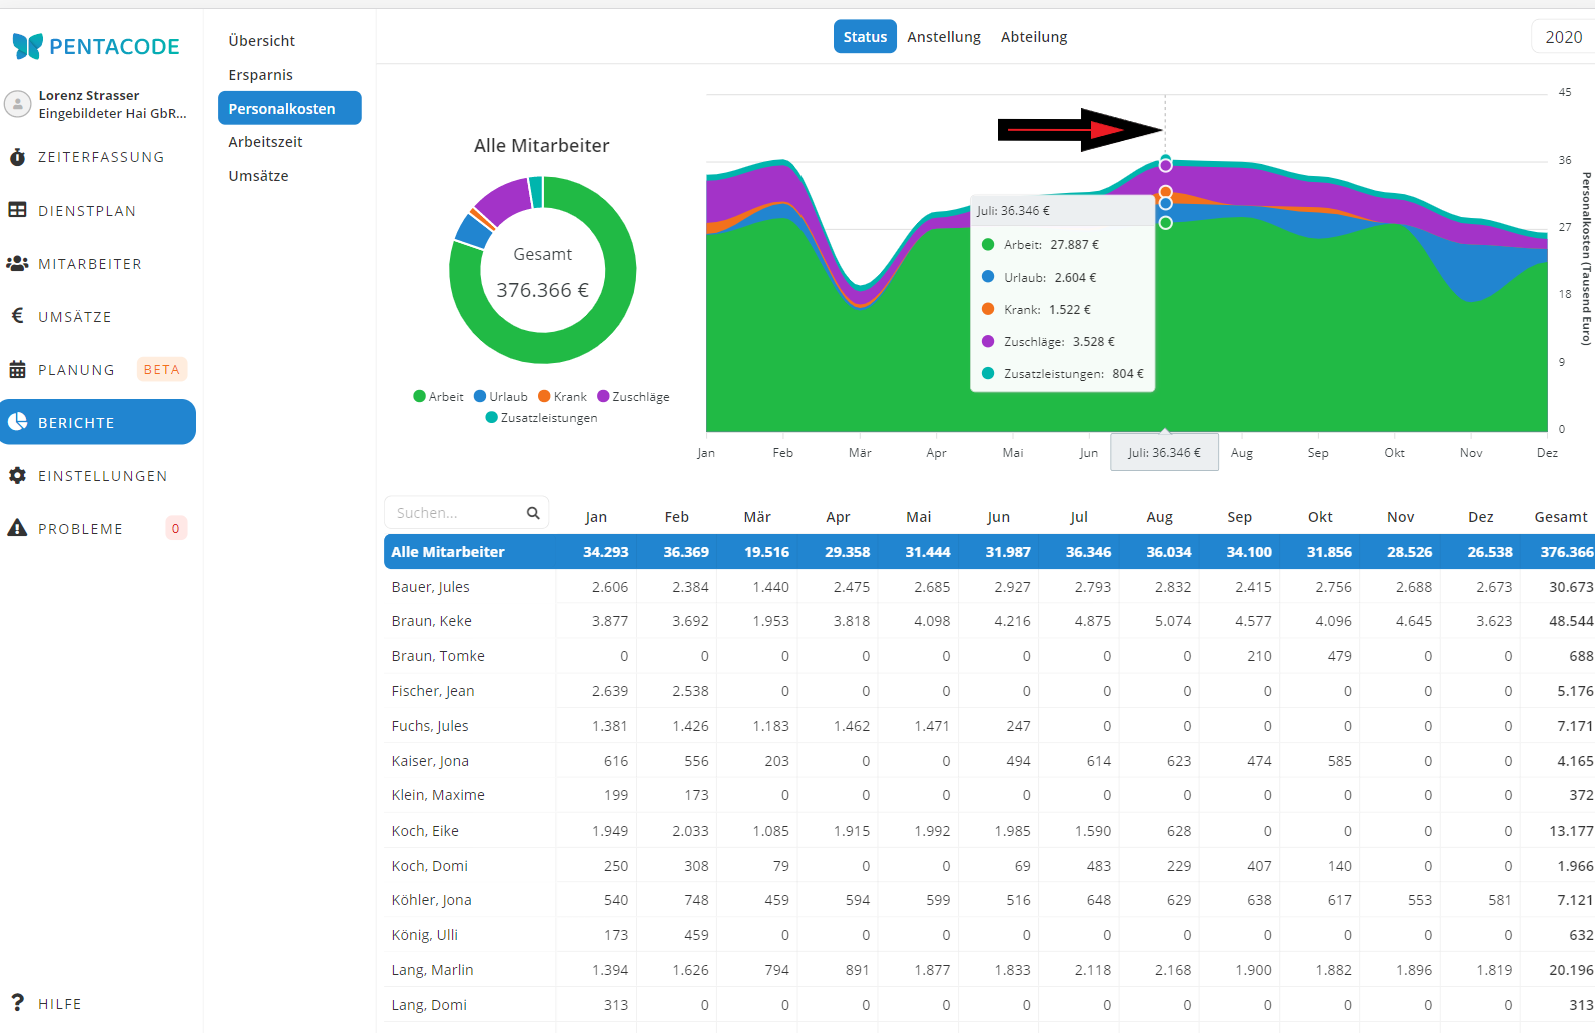 PENTACODE
Lorenz Strasser
Eingebildeter Hai GbR...
ZEITERFASSUNG
DIENSTPLAN
MITARBEITER
UMSÄTZE
PLANUNG BETA
BERICHTE
EINSTELLUNGEN
PROBLEME 0
HILFE
Übersicht
Ersparnis
Personalkosten
Arbeitszeit
Umsätze
Status Anstellung Abteilung
2020
Alle Mitarbeiter
Gesamt
376.366 €
Arbeit Urlaub Krank Zuschläge
Zusatzleistungen
45
36
27
18
9
0
Personalkosten (Tausend Euro)
Juli: 36.346 €
Arbeit: 27.887 €
Urlaub: 2.604 €
Krank: 1.522 €
Zuschläge: 3.528 €
Zusatzleistungen: 804 €
Jan Feb Mär Apr Mai Jun Juli: 36.346 € Aug Sep Okt Nov Dez
Suchen... Jan Feb Mär Apr Mai Jun Jul Aug Sep Okt Nov Dez Gesamt
Alle Mitarbeiter 34.293 36.369 19.516 29.358 31.444 31.987 36.346 36.034 34.100 31.856 28.526 26.538 376.366
Bauer, Jules 2.606 2.384 1.440 2.475 2.685 2.927 2.793 2.832 2.415 2.756 2.688 2.673 30.673
Braun, Keke 3.877 3.692 1.953 3.818 4.098 4.216 4.875 5.074 4.577 4.096 4.645 3.623 48.544
Braun, Tomke 0 0 0 0 0 0 0 0 210 479 0 0 688
Fischer, Jean 2.639 2.538 0 0 0 0 0 0 0 0 0 0 5.176
Fuchs, Jules 1.381 1.426 1.183 1.462 1.471 247 0 0 0 0 0 0 7.171
Kaiser, Jona 616 556 203 0 0 494 614 623 474 585 0 0 4.165
Klein, Maxime 199 173 0 0 0 0 0 0 0 0 0 0 372
Koch, Eike 1.949 2.033 1.085 1.915 1.992 1.985 1.590 628 0 0 0 0 13.177
Koch, Domi 250 308 79 0 0 69 483 229 407 140 0 0 1.966
Köhler, Jona 540 748 459 594 599 516 648 629 638 617 553 581 7.121
König, Ulli 173 459 0 0 0 0 0 0 0 0 0 0 632
Lang, Marlin 1.394 1.626 794 891 1.877 1.833 2.118 2.168 1.900 1.882 1.896 1.819 20.196
Lang, Domi 313 0 0 0 0 0 0 0 0 0 0 0 313